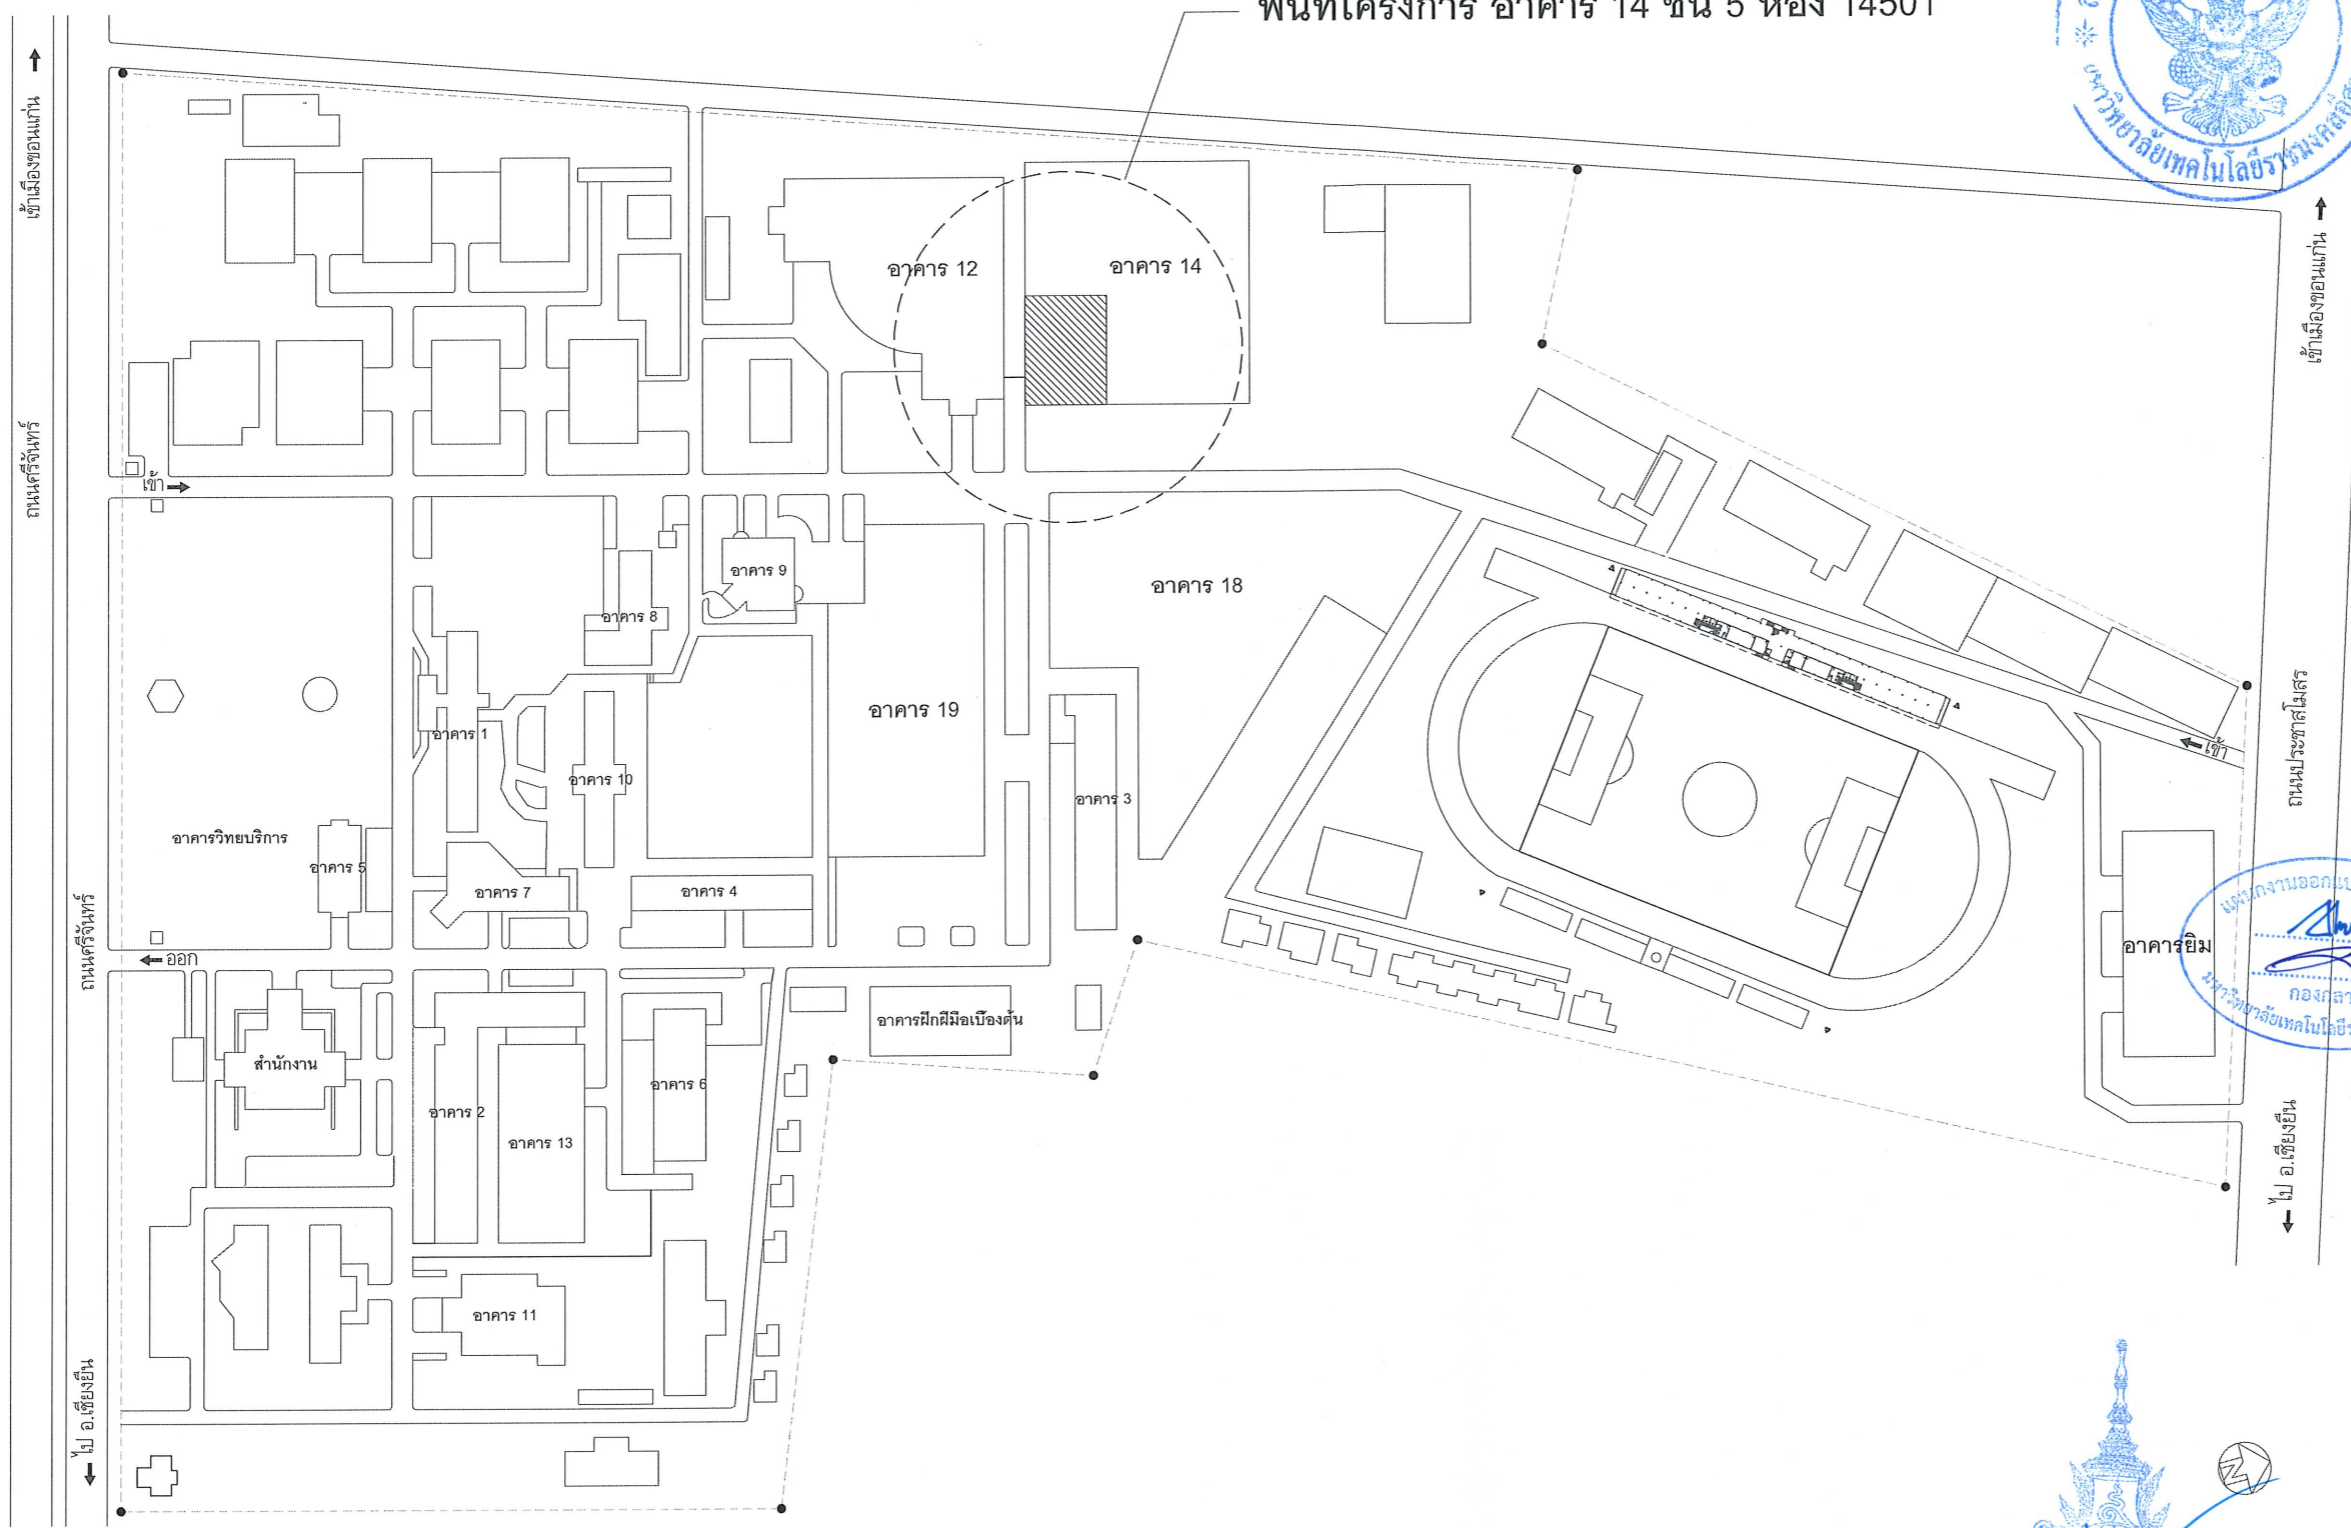 พื้นที่โครงการ อาคาร 14 ชั้น 5 ห้อง 14501
เข้าเมืองขอนแก่น
เข้าเมืองขอนแก่น
อาคาร 12
อาคาร 14
ถนนศรีจันทร์
เข้า
อาคาร 9
อาคาร 18
อาคาร 8
อาคาร 19
อาคาร 1
อาคาร 10
อาคาร 3
เข้า
ถนนประชาสโมสร
อาคารวิทยบริการ
อาคาร 5
อาคาร 7
อาคาร 4
ถนนศรีจันทร์
ออก
อาคารยิม
อาคารฝึกฝีมือเบื้องต้น
สำนักงาน
อาคาร 6
อาคาร 2
อาคาร 13
ไป อ.เชียงยืน
อาคาร 11
ไป อ.เชียงยืน
N